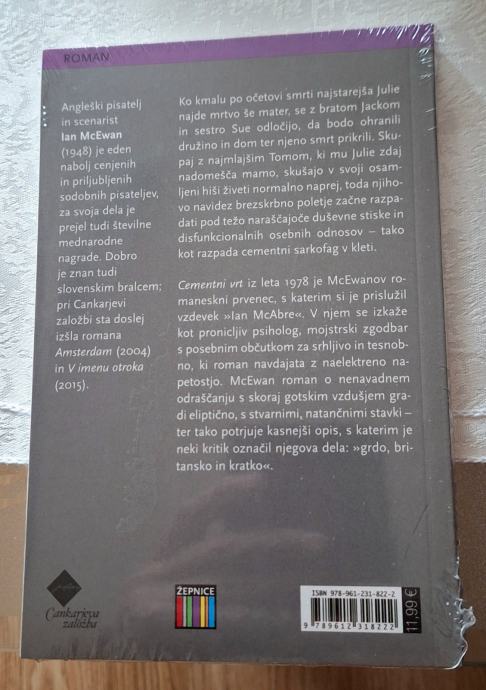 ROMAN
Angleški pisatelj
in scenarist
Ian McEwan
(1948) je eden
nabolj cenjenih
in priljubljenih
sodobnih pisateljev,
za svoja dela je
prejel tudi številne
mednarodne
nagrade. Dobro
je znan tudi
slovenskim bralcem;
pri Cankarjevi
založbi sta doslej
izšla romana
Amsterdam (2004)
in V imenu otroka
(2015).
Ko kmalu po očetovi smrti najstarejša Julie
najde mrtvo še mater, se z bratom Jackom
in sestro Sue odločijo, da bodo ohranili
družino in dom ter njeno smrt prikrili. Sku-
paj z najmlajšim Tomom, ki mu Julie zdaj
nadomešča mamo, skušajo v svoji osam-
ljeni hiši živeti normalno naprej, toda njiho-
vo navidez brezskrbno poletje začne razpa-
dati pod težo naraščajoče duševne stiske in
disfunkcionalnih osebnih odnosov – tako
kot razpada cementni sarkofag v kleti.
Cementni vrt iz leta 1978 je McEwanov ro-
maneskni prvenec, s katerim si je prislužil
vzdevek »Ian McAbre«. V njem se izkaže
kot pronicljiv psiholog, mojstrski zgodbar
s posebnim občutkom za srhljivo in tesnob-
no, ki roman navdajata z naelektreno na-
petostjo. McEwan roman o nenavadnem
odraščanju s skoraj gotskim vzdušjem gra-
di eliptično, s stvarnimi, natančnimi stavki –
ter tako potrjuje kasnejši opis, s katerim je
neki kritik označil njegova dela: »grdo, bri-
tansko in kratko«.
Cankarjeva
založba
ŽEPNICE
ISBN 978-961-231-822-2
9 789612 318222
11,99 €